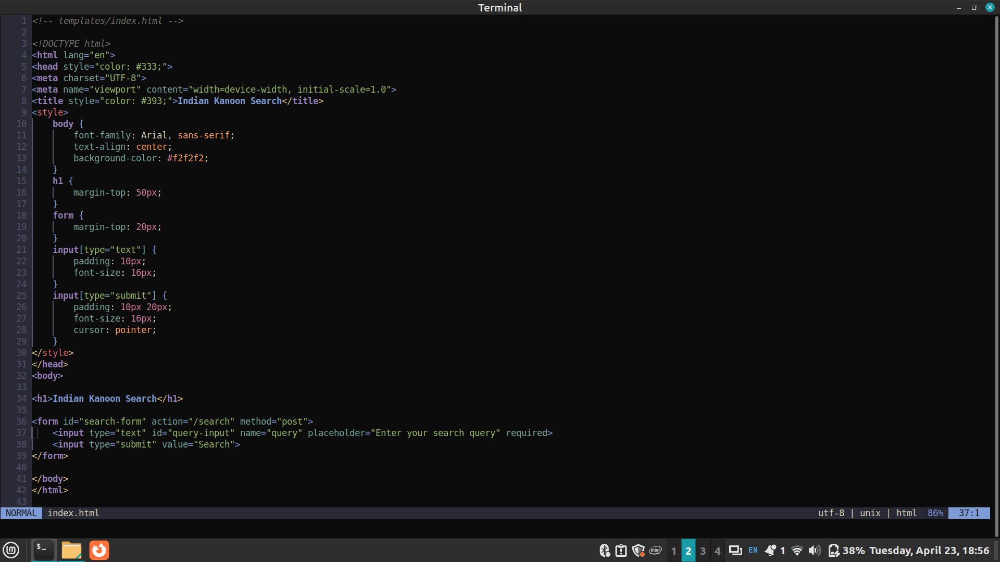 Terminal
1 <!-- templates/index.html -->
2
3 <!DOCTYPE html>
4 <html lang="en">
5 <head style="color: #333;">
6 <meta charset="UTF-8">
7 <meta name="viewport" content="width=device-width, initial-scale=1.0">
8 <title style="color: #393;">Indian Kanoon Search</title>
9 <style>
10     body {
11         font-family: Arial, sans-serif;
12         text-align: center;
13         background-color: #f2f2f2;
14     }
15     h1 {
16         margin-top: 50px;
17     }
18     form {
19         margin-top: 20px;
20     }
21     input[type="text"] {
22         padding: 10px;
23         font-size: 16px;
24     }
25     input[type="submit"] {
26         padding: 10px 20px;
27         font-size: 16px;
28         cursor: pointer;
29     }
30 </style>
31 </head>
32 <body>
33
34 <h1>Indian Kanoon Search</h1>
35
36 <form id="search-form" action="/search" method="post">
37     <input type="text" id="query-input" name="query" placeholder="Enter your search query" required>
38     <input type="submit" value="Search">
39 </form>
40
41 </body>
42 </html>
43
NORMAL index.html utf-8 | unix | html 86% 37:1
$_ intel 1 2 3 4 EN 1 38% Tuesday, April 23, 18:56